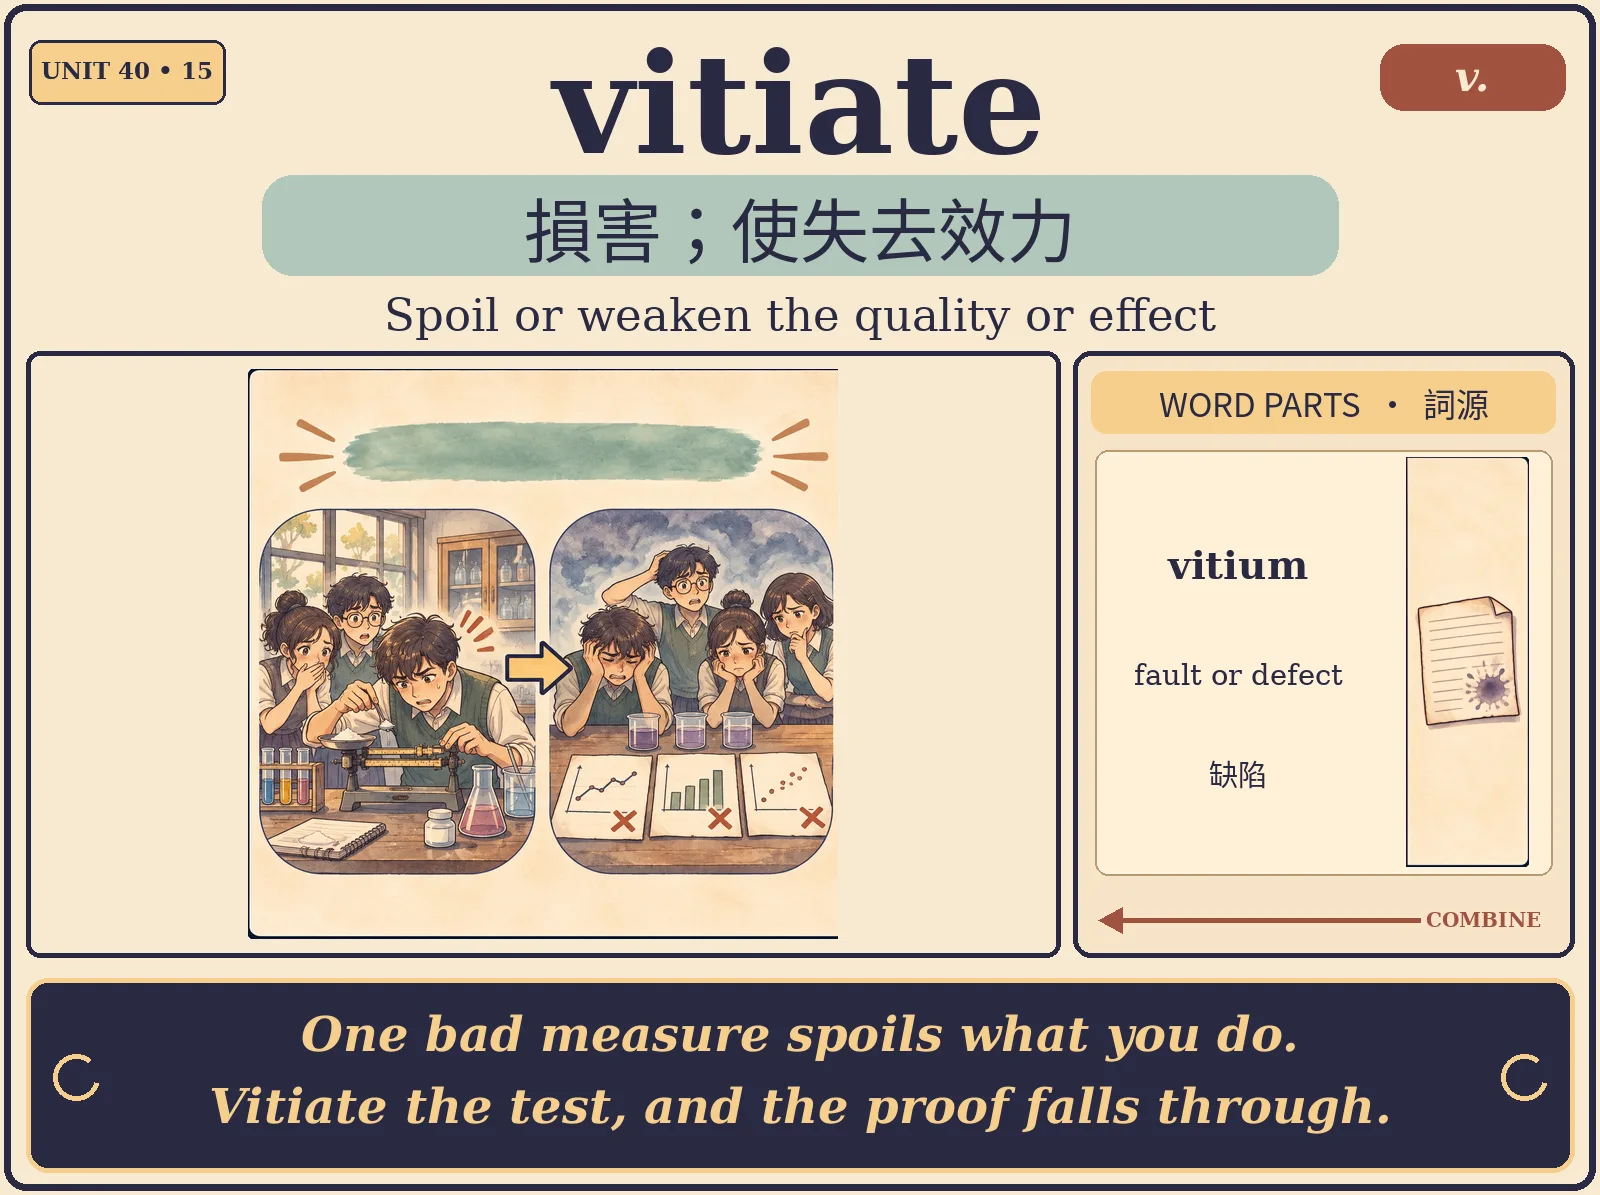 UNIT 40 • 15
vitiate
v.
損害；使失去效力
Spoil or weaken the quality or effect
WORD PARTS • 詞源
vitium
fault or defect
缺陷
COMBINE
One bad measure spoils what you do.
Vitiate the test, and the proof falls through.